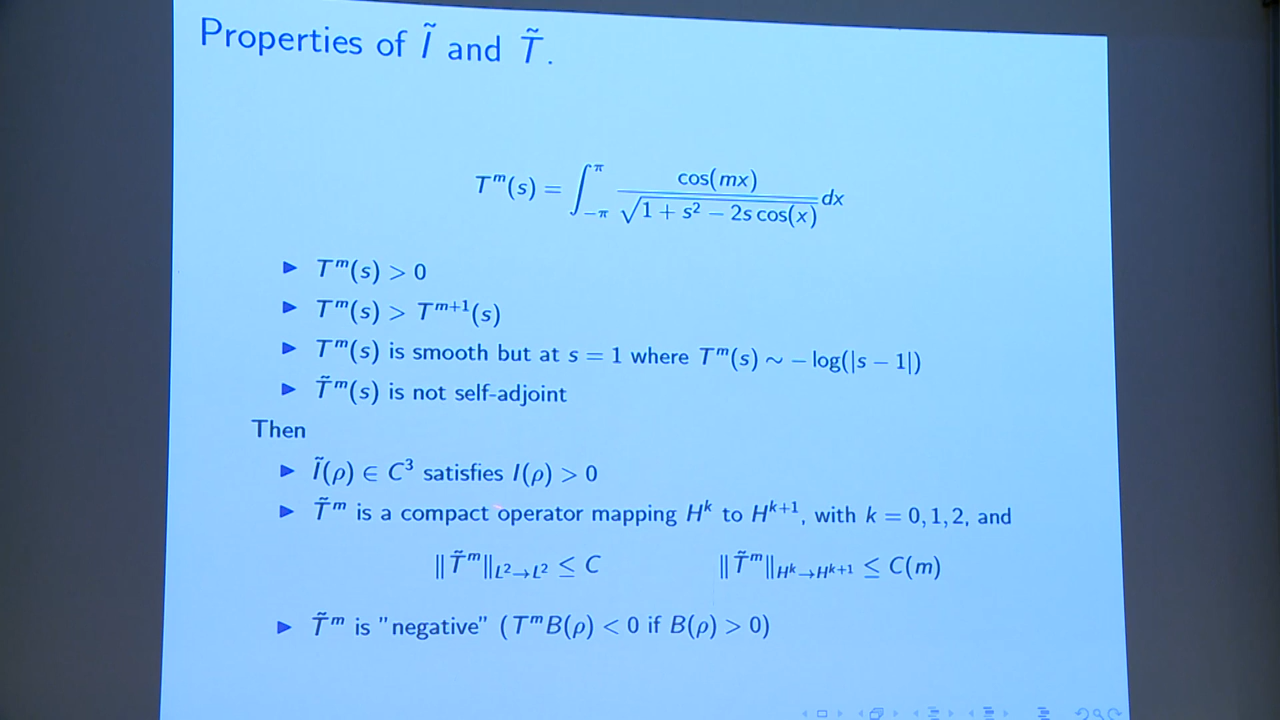 Properties of Ĩ and T̃.
T^m(s) = ∫_{-π}^{π} cos(mx) / √(1 + s² − 2s cos(x)) dx
▶ T^m(s) > 0
▶ T^m(s) > T^{m+1}(s)
▶ T^m(s) is smooth but at s = 1 where T^m(s) ∼ − log(|s − 1|)
▶ T̃^m(s) is not self-adjoint
Then
▶ Ĩ(ρ) ∈ C³ satisfies I(ρ) > 0
▶ T̃^m is a compact operator mapping H^k to H^{k+1}, with k = 0, 1, 2, and
‖T̃^m‖_{L²→L²} ≤ C ‖T̃^m‖_{H^k→H^{k+1}} ≤ C(m)
▶ T̃^m is "negative" (T^m B(ρ) < 0 if B(ρ) > 0)